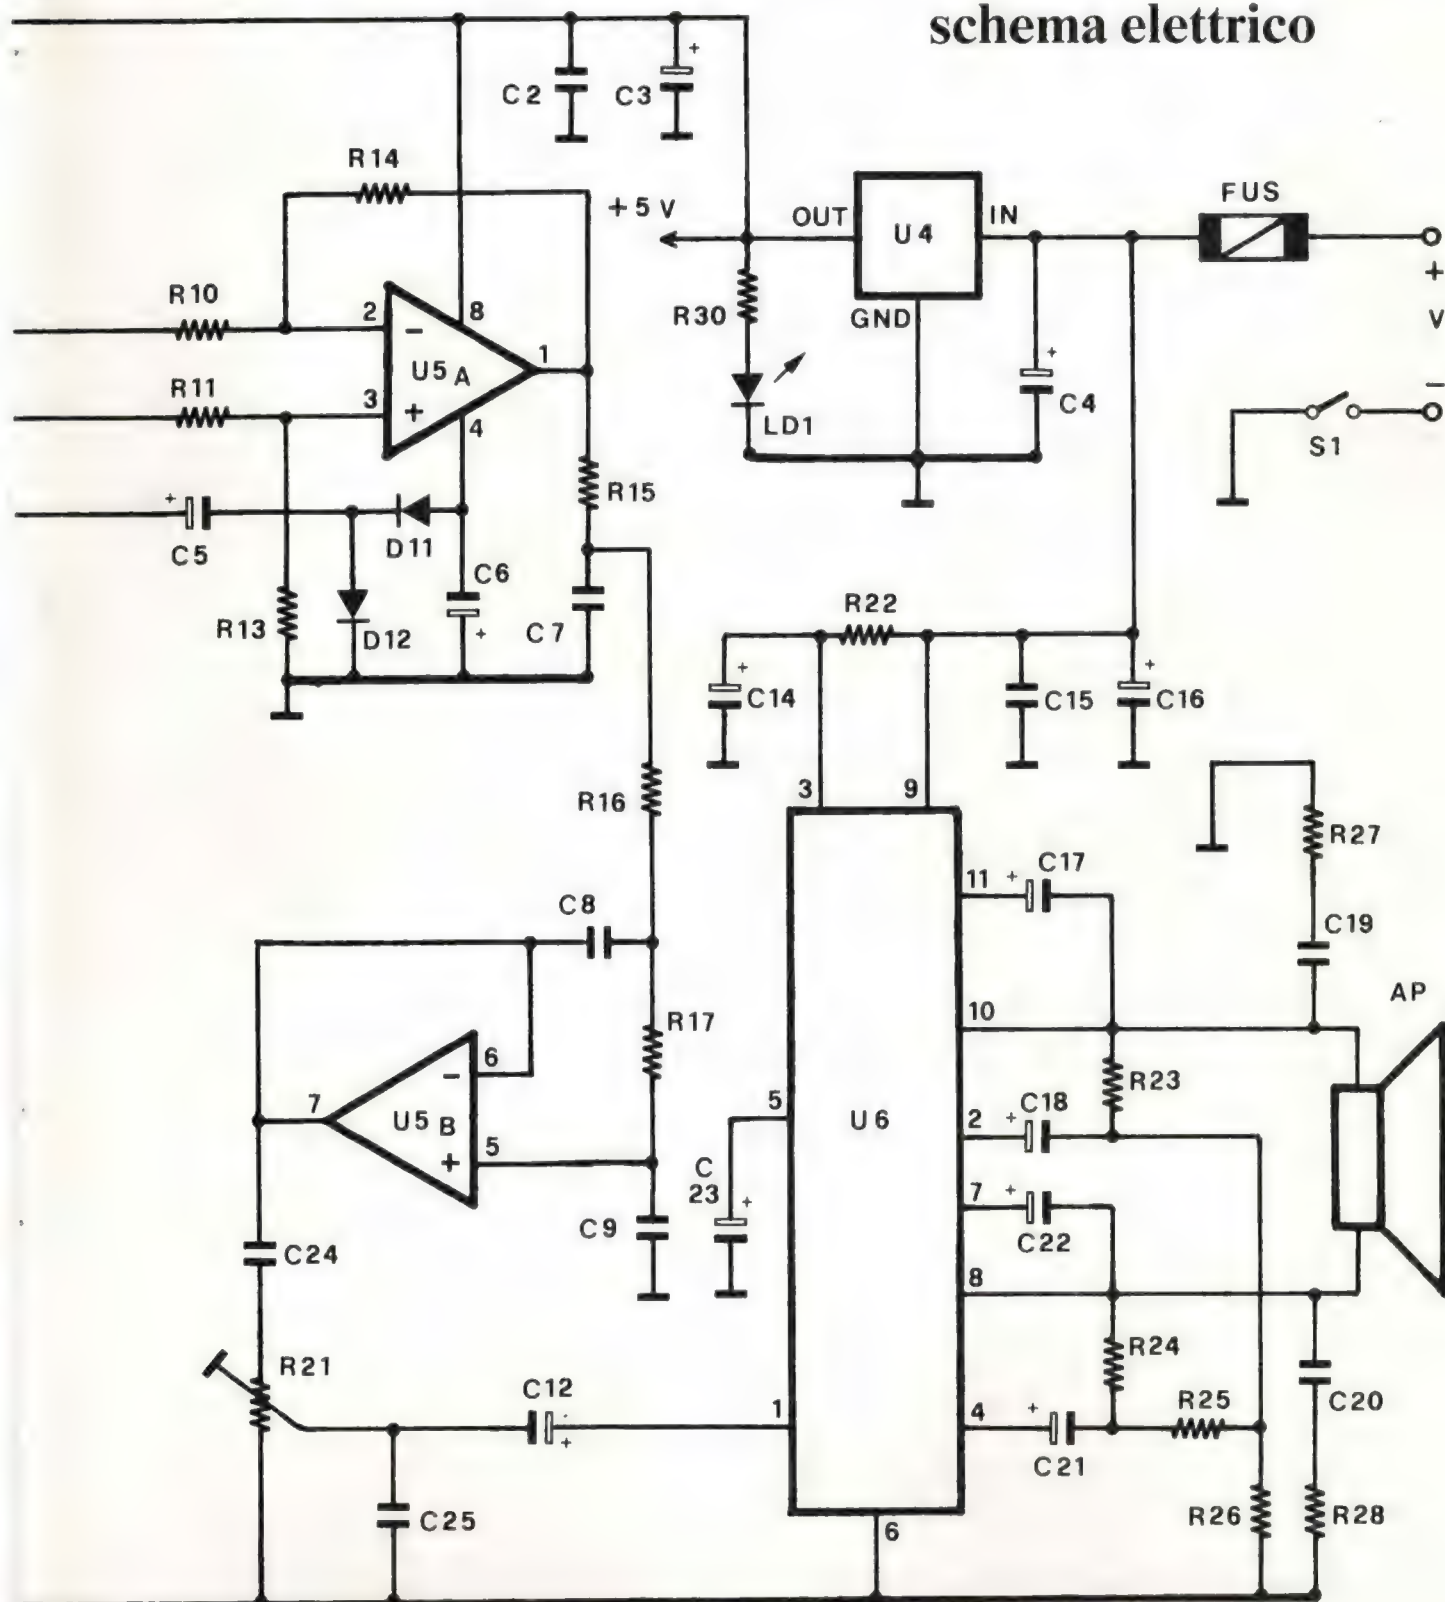 schema elettrico
C2
C3
+
R14
+5 V
OUT
U4
IN
FUS
+
V
−
R10
2
−
8
U5 A
1
R11
3
+
4
R30
GND
+
C4
LD1
S1
+
C5
D11
R15
C6
R13
D12
+
C7
R22
+
C14
C15
+
C16
R16
3
9
R27
11
+
C17
C8
C19
10
AP
R17
6
−
R23
7
U5 B
5
U6
2
+
C18
5
+
C
23
+
7
+
C22
C9
C24
8
R24
R21
C12
+
1
4
+
R25
C20
C21
C25
R26
R28
6